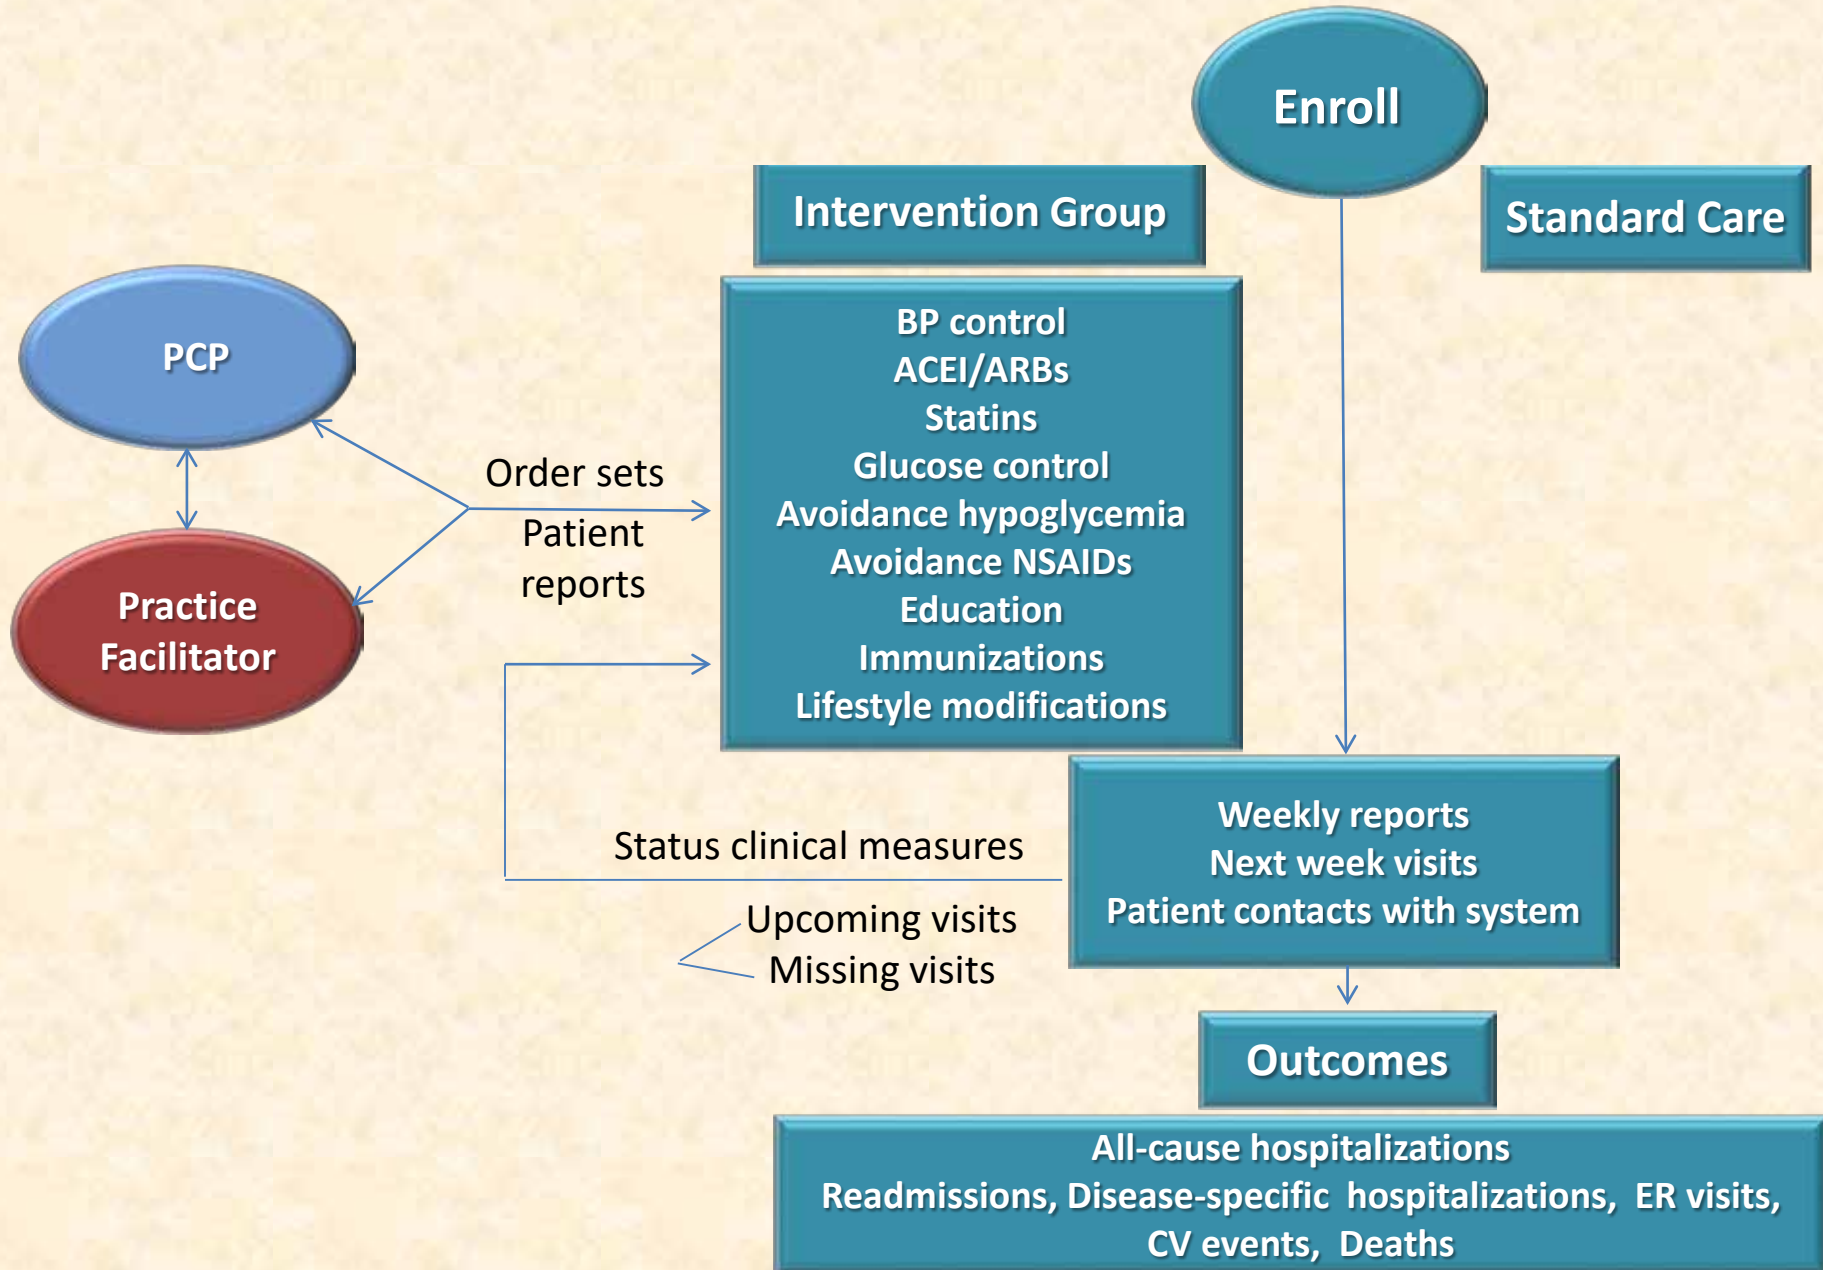 Enroll
Intervention Group
Standard Care
PCP
Practice
Facilitator
Order sets
Patient
reports
BP control
ACEI/ARBs
Statins
Glucose control
Avoidance hypoglycemia
Avoidance NSAIDs
Education
Immunizations
Lifestyle modifications
Status clinical measures
Upcoming visits
Missing visits
Weekly reports
Next week visits
Patient contacts with system
Outcomes
All-cause hospitalizations
Readmissions, Disease-specific hospitalizations, ER visits,
CV events, Deaths